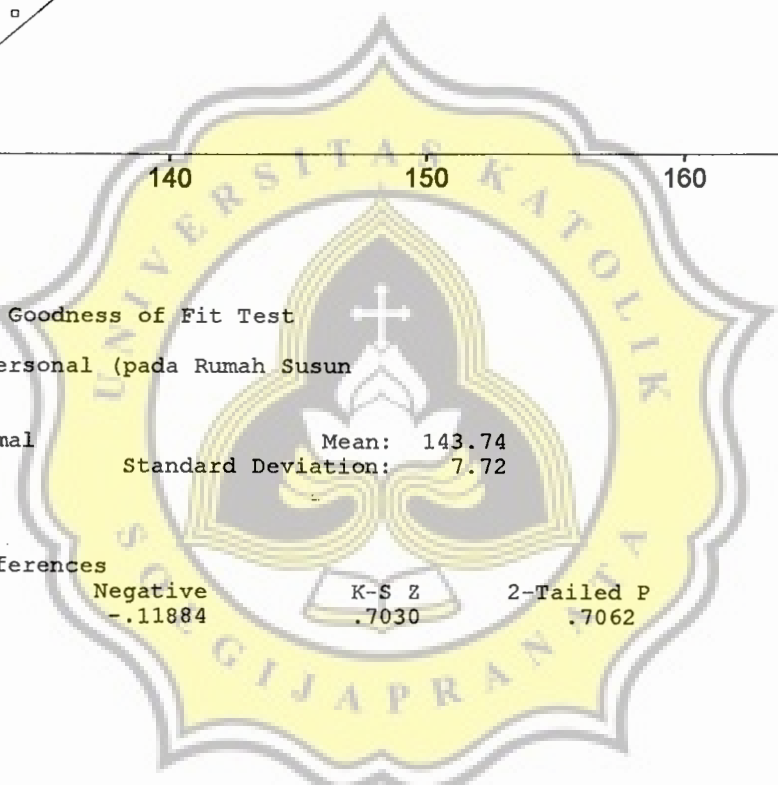 140 150 160
Goodness of Fit Test
ersonal (pada Rumah Susun
mal Mean: 143.74
Standard Deviation: 7.72
ferences
Negative K-S Z 2-Tailed P
-.11884 .7030 .7062
UNIVERSITAS KATOLIK
SOEGIJAPRANATA